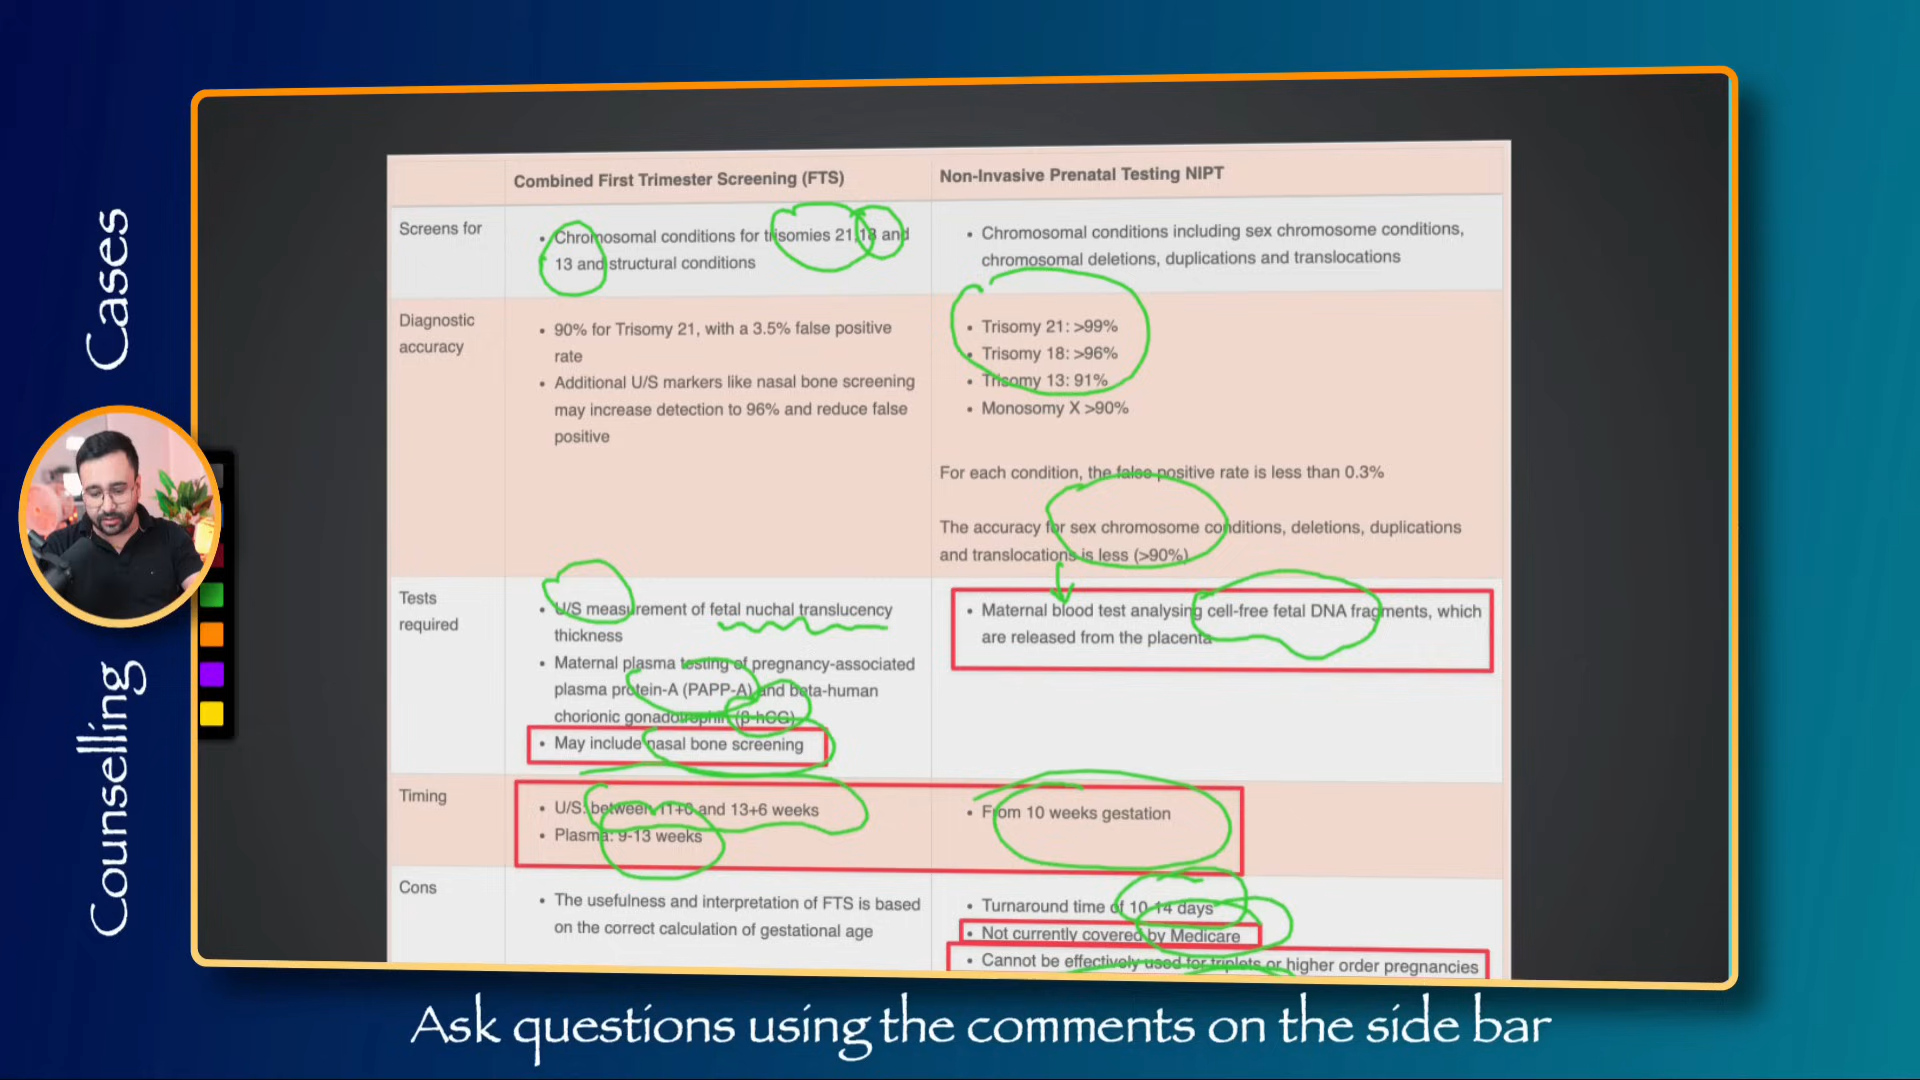 Counselling Cases
Combined First Trimester Screening (FTS)
Non-Invasive Prenatal Testing NIPT
Screens for
• Chromosomal conditions for trisomies 21,18 and
13 and structural conditions
• Chromosomal conditions including sex chromosome conditions,
chromosomal deletions, duplications and translocations
Diagnostic
accuracy
• 90% for Trisomy 21, with a 3.5% false positive
rate
• Additional U/S markers like nasal bone screening
may increase detection to 96% and reduce false
positive
• Trisomy 21: >99%
• Trisomy 18: >96%
• Trisomy 13: 91%
• Monosomy X >90%
For each condition, the false positive rate is less than 0.3%
The accuracy for sex chromosome conditions, deletions, duplications
and translocations is less (>90%)
Tests
required
• U/S measurement of fetal nuchal translucency
thickness
• Maternal plasma testing of pregnancy-associated
plasma protein-A (PAPP-A) and beta-human
chorionic gonadotrophin (β-hCG)
• May include nasal bone screening
• Maternal blood test analysing cell-free fetal DNA fragments, which
are released from the placenta
Timing
• U/S: between 11+0 and 13+6 weeks
• Plasma: 9-13 weeks
• From 10 weeks gestation
Cons
• The usefulness and interpretation of FTS is based
on the correct calculation of gestational age
• Turnaround time of 10-14 days
• Not currently covered by Medicare
• Cannot be effectively used for triplets or higher order pregnancies
Ask questions using the comments on the side bar